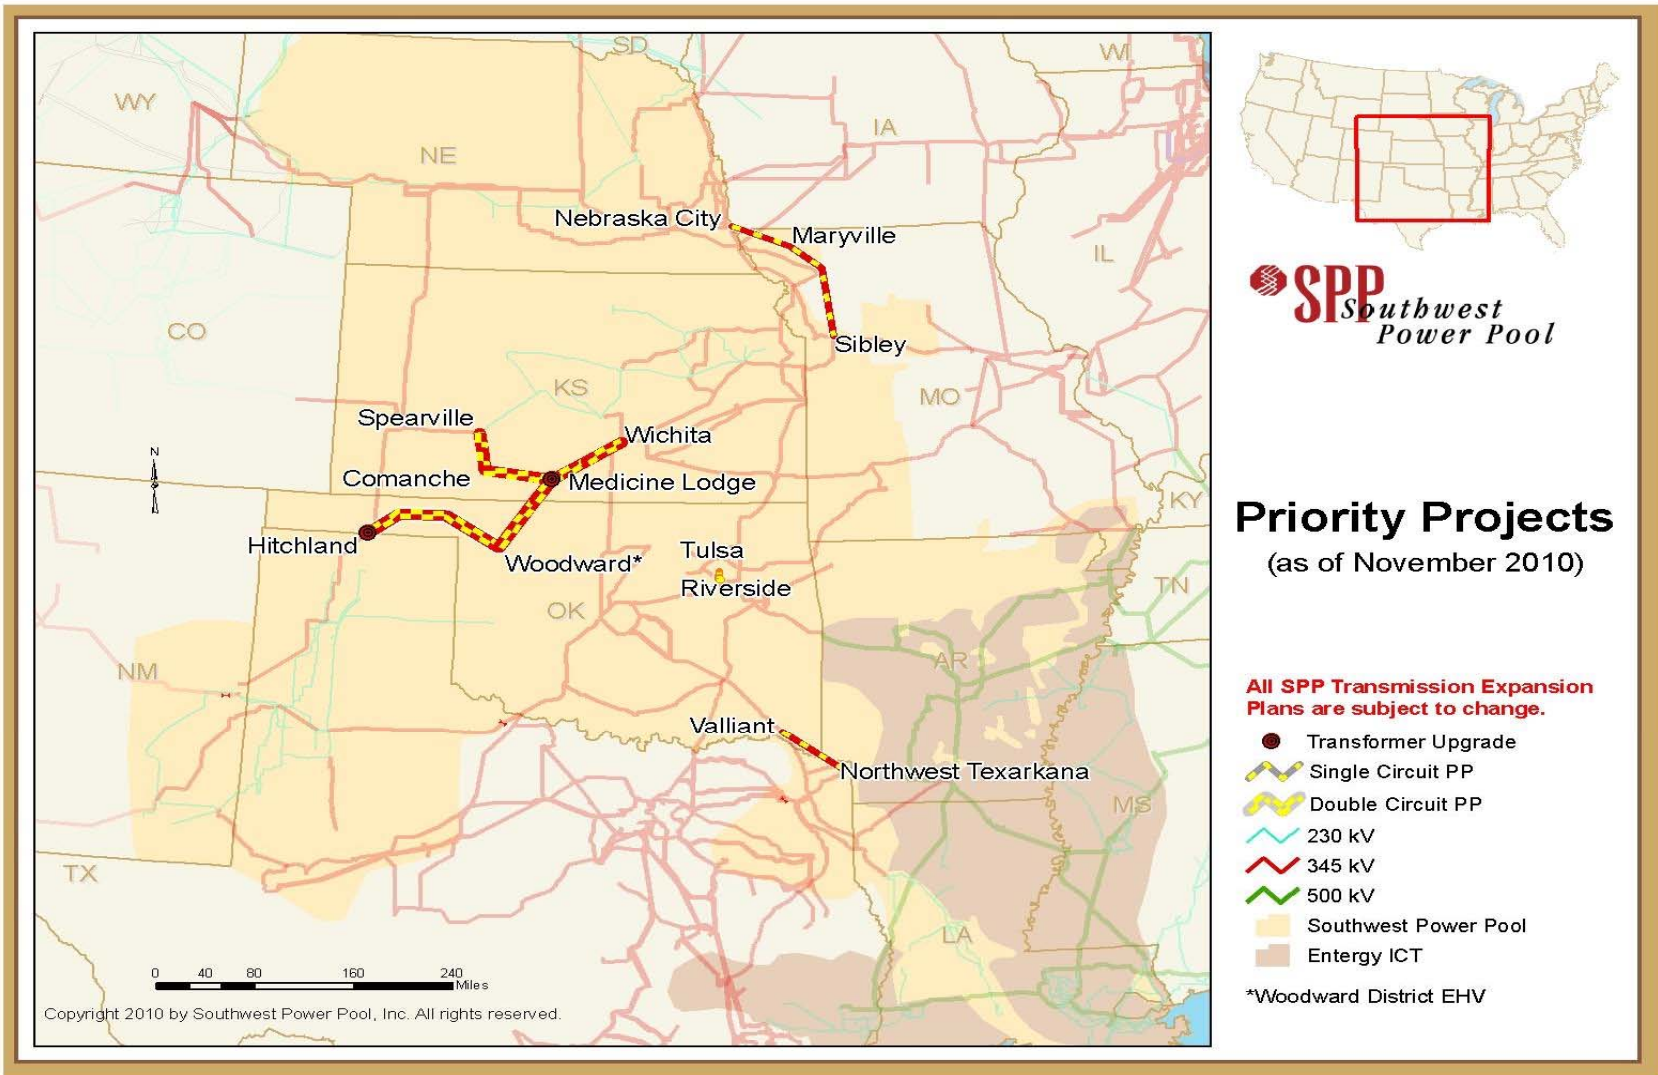 SD
WI
WY
IA
NE
Nebraska City
Maryville
IL
CO
Sibley
KS
MO
Spearville
Wichita
N
Comanche
Medicine Lodge
KY
Hitchland
Woodward*
Tulsa
Riverside
TN
OK
AR
NM
Valliant
Northwest Texarkana
MS
TX
LA
0 40 80 160 240
Miles
Copyright 2010 by Southwest Power Pool, Inc. All rights reserved.
SPP
Southwest
Power Pool
Priority Projects
(as of November 2010)
All SPP Transmission Expansion
Plans are subject to change.
Transformer Upgrade
Single Circuit PP
Double Circuit PP
230 kV
345 kV
500 kV
Southwest Power Pool
Entergy ICT
*Woodward District EHV